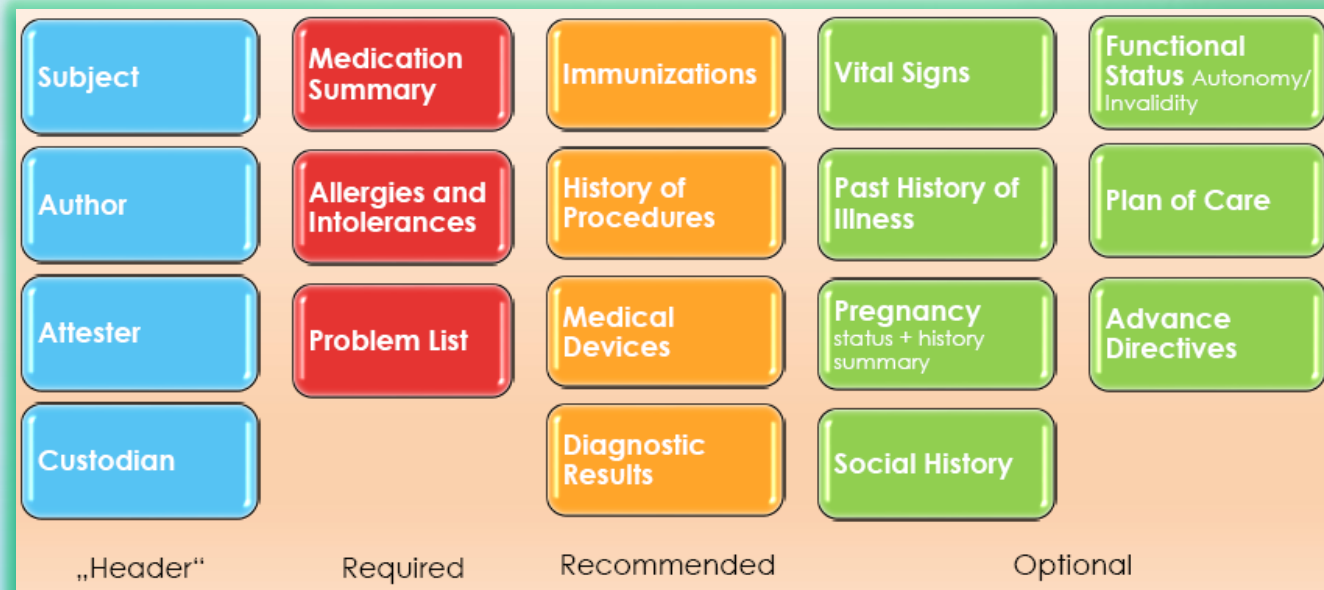 Subject
Author
Attester
Custodian
„Header“
Medication
Summary
Allergies and
Intolerances
Problem List
Required
Immunizations
History of
Procedures
Medical
Devices
Diagnostic
Results
Recommended
Vital Signs
Past History of
Illness
Pregnancy
status + history
summary
Social History
Functional
Status Autonomy/
Invalidity
Plan of Care
Advance
Directives
Optional